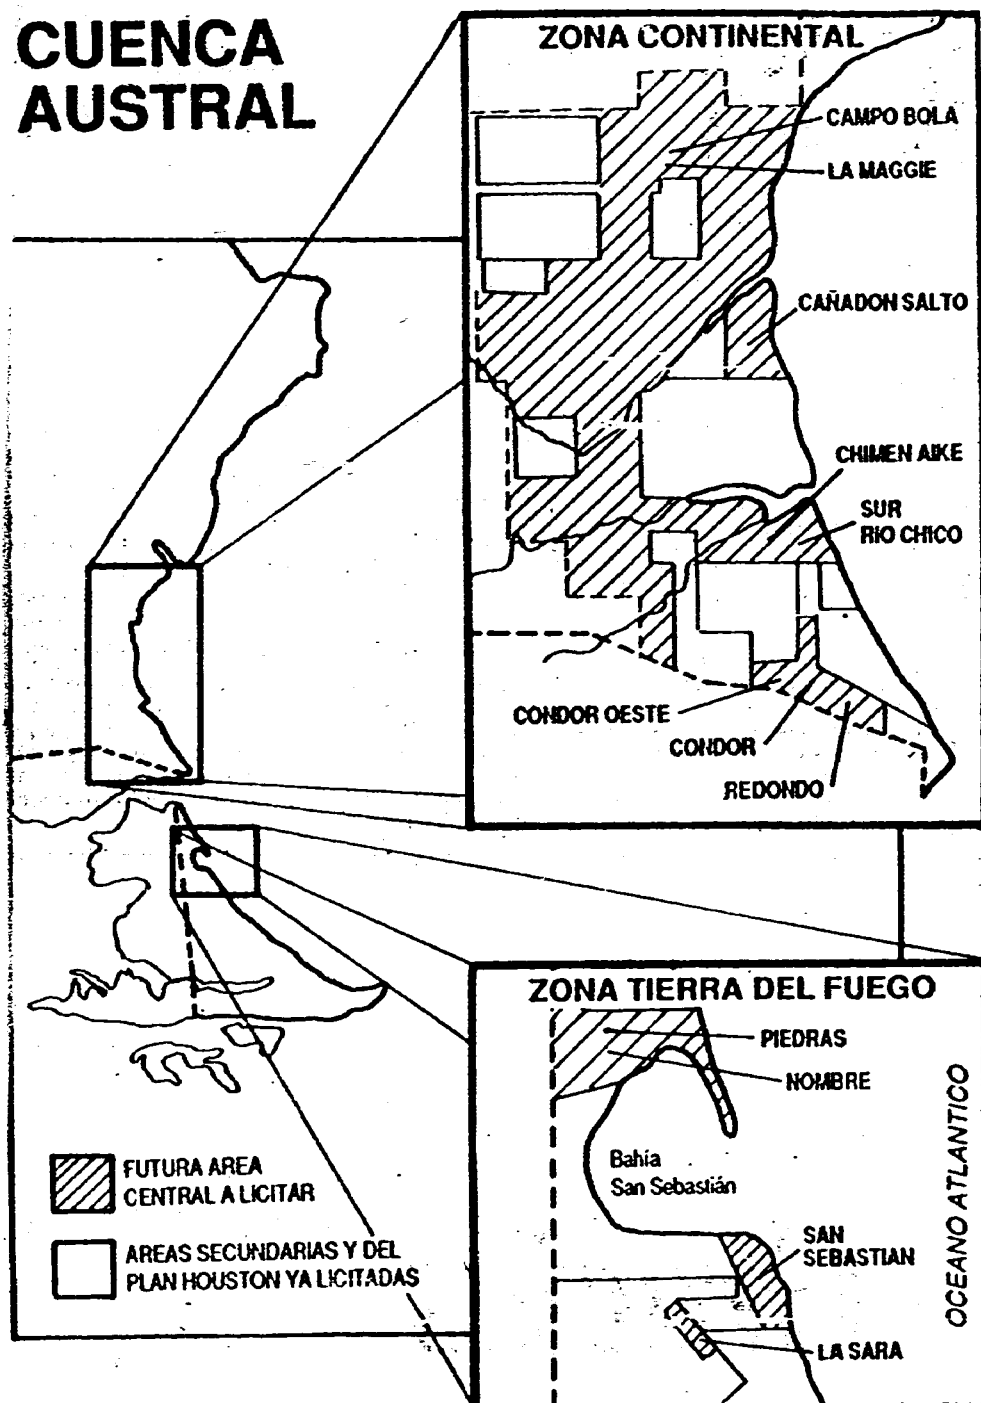 CUENCA
AUSTRAL
ZONA CONTINENTAL
CAMPO BOLA
LA MAGGIE
CAÑADON SALTO
CHIMEN AIKE
SUR
RIO CHICO
CONDOR OESTE
CONDOR
REDONDO
ZONA TIERRA DEL FUEGO
PIEDRAS
NOMBRE
Bahía
San Sebastián
OCEANO ATLANTICO
SAN
SEBASTIAN
LA SARA
FUTURA AREA
CENTRAL A LICITAR
AREAS SECUNDARIAS Y DEL
PLAN HOUSTON YA LICITADAS